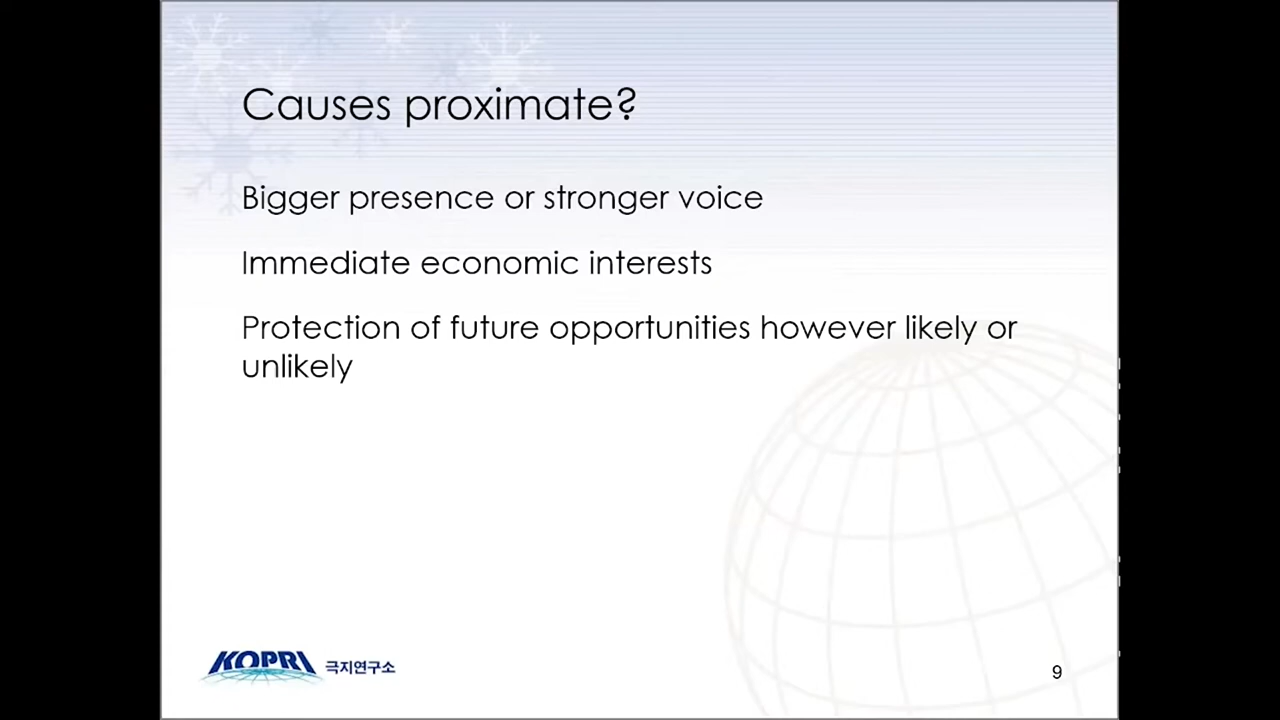 Causes proximate?
Bigger presence or stronger voice
Immediate economic interests
Protection of future opportunities however likely or
unlikely
KOPRI 극지연구소
9